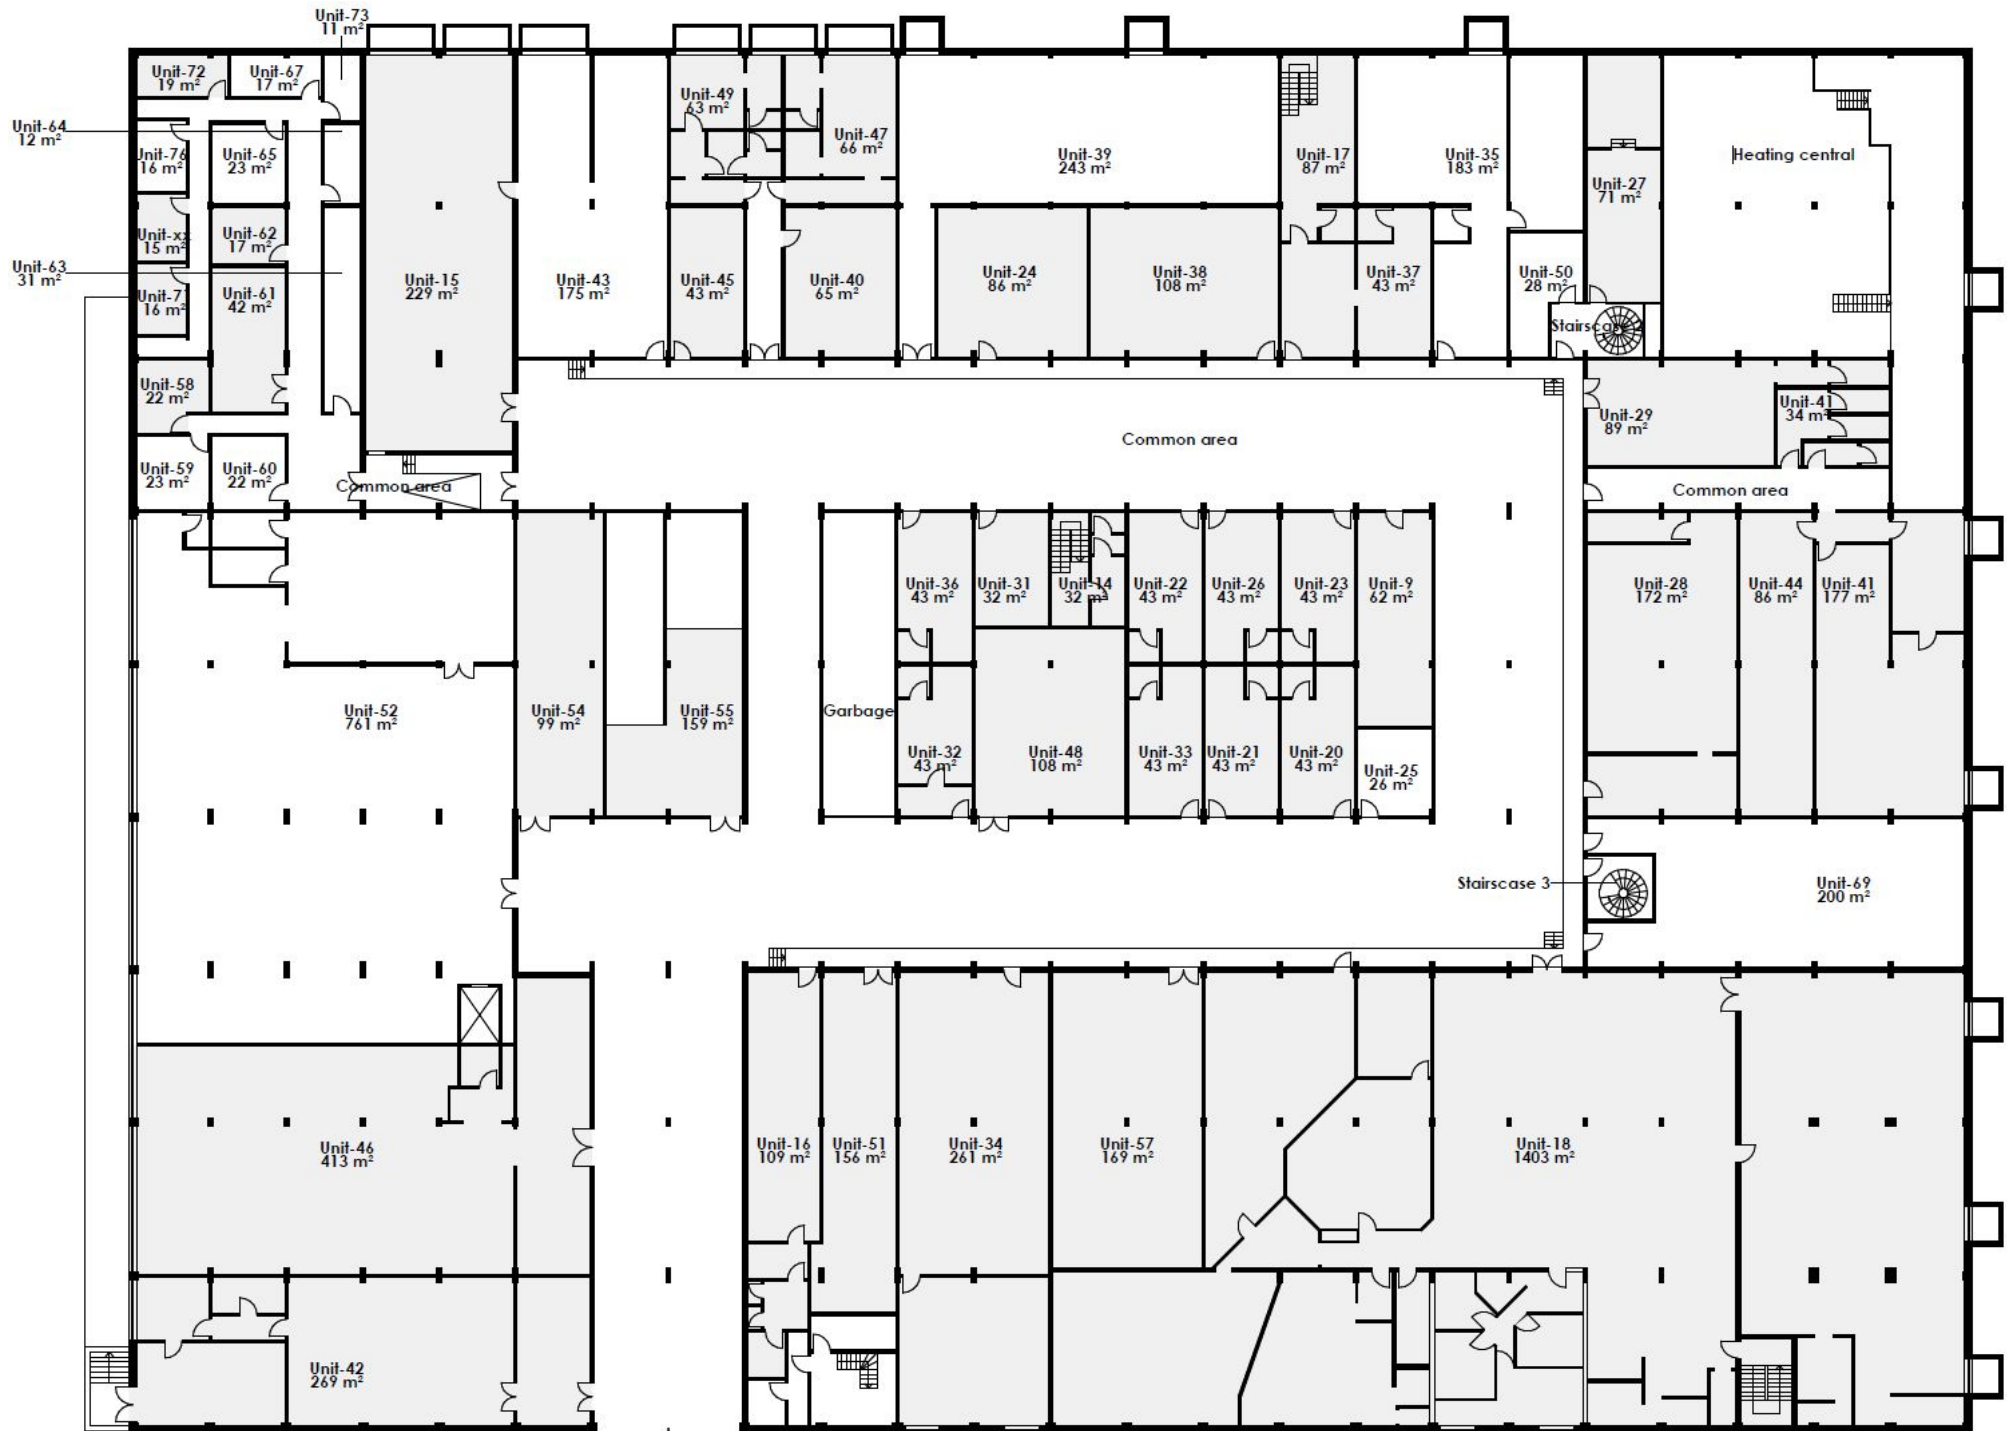 Unit-73
11 m²
Unit-72
19 m²
Unit-67
17 m²
Unit-64
12 m²
Unit-76
16 m²
Unit-65
23 m²
Unit-49
63 m²
Unit-47
66 m²
Unit-39
243 m²
Unit-17
87 m²
Unit-35
183 m²
Heating central
Unit-27
71 m²
Unit-xx
15 m²
Unit-62
17 m²
Unit-63
31 m²
Unit-7
16 m²
Unit-61
42 m²
Unit-15
229 m²
Unit-43
175 m²
Unit-45
43 m²
Unit-40
65 m²
Unit-24
86 m²
Unit-38
108 m²
Unit-37
43 m²
Unit-50
28 m²
Stairscase 2
Unit-58
22 m²
Unit-29
89 m²
Unit-41
34 m²
Common area
Unit-59
23 m²
Unit-60
22 m²
Common area
Common area
Unit-36
43 m²
Unit-31
32 m²
Unit-14
32 m²
Unit-22
43 m²
Unit-26
43 m²
Unit-23
43 m²
Unit-9
62 m²
Unit-28
172 m²
Unit-44
86 m²
Unit-41
177 m²
Unit-52
761 m²
Unit-54
99 m²
Unit-55
159 m²
Garbage
Unit-32
43 m²
Unit-48
108 m²
Unit-33
43 m²
Unit-21
43 m²
Unit-20
43 m²
Unit-25
26 m²
Stairscase 3
Unit-69
200 m²
Unit-46
413 m²
Unit-16
109 m²
Unit-51
156 m²
Unit-34
261 m²
Unit-57
169 m²
Unit-18
1403 m²
Unit-42
269 m²